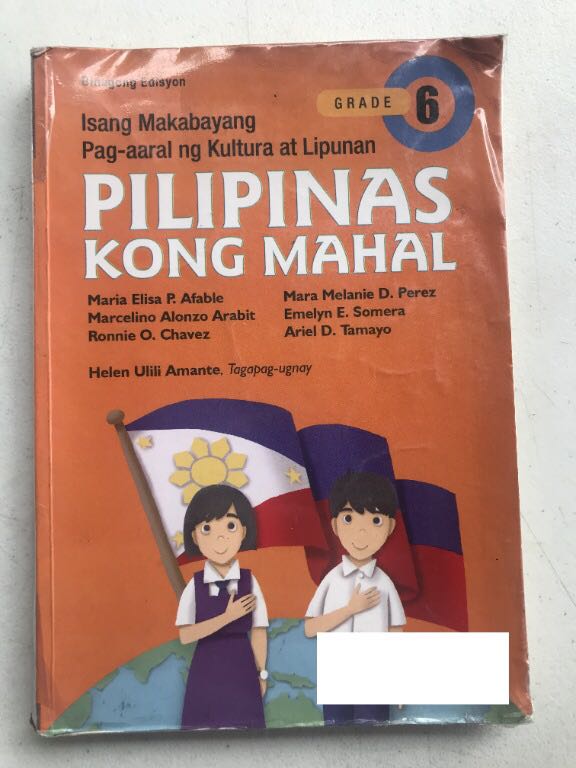 Binagong Edisyon
GRADE 6
Isang Makabayang
Pag-aaral ng Kultura at Lipunan
PILIPINAS
KONG MAHAL
Maria Elisa P. Afable
Marcelino Alonzo Arabit
Ronnie O. Chavez
Mara Melanie D. Perez
Emelyn E. Somera
Ariel D. Tamayo
Helen Ulili Amante, Tagapag-ugnay